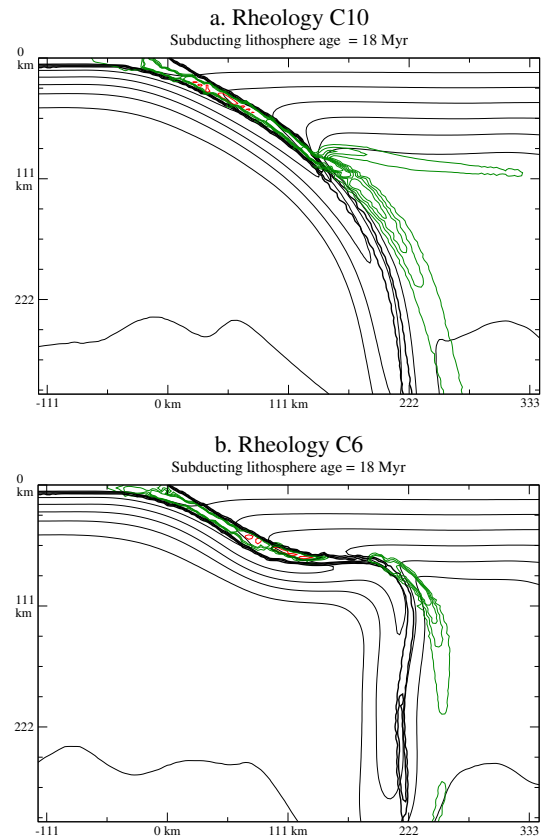 a. Rheology C10
Subducting lithosphere age = 18 Myr
0
km
111
km
222
-111 0 km 111 km 222 333
b. Rheology C6
Subducting lithosphere age = 18 Myr
0
km
111
km
222
-111 0 km 111 km 222 333